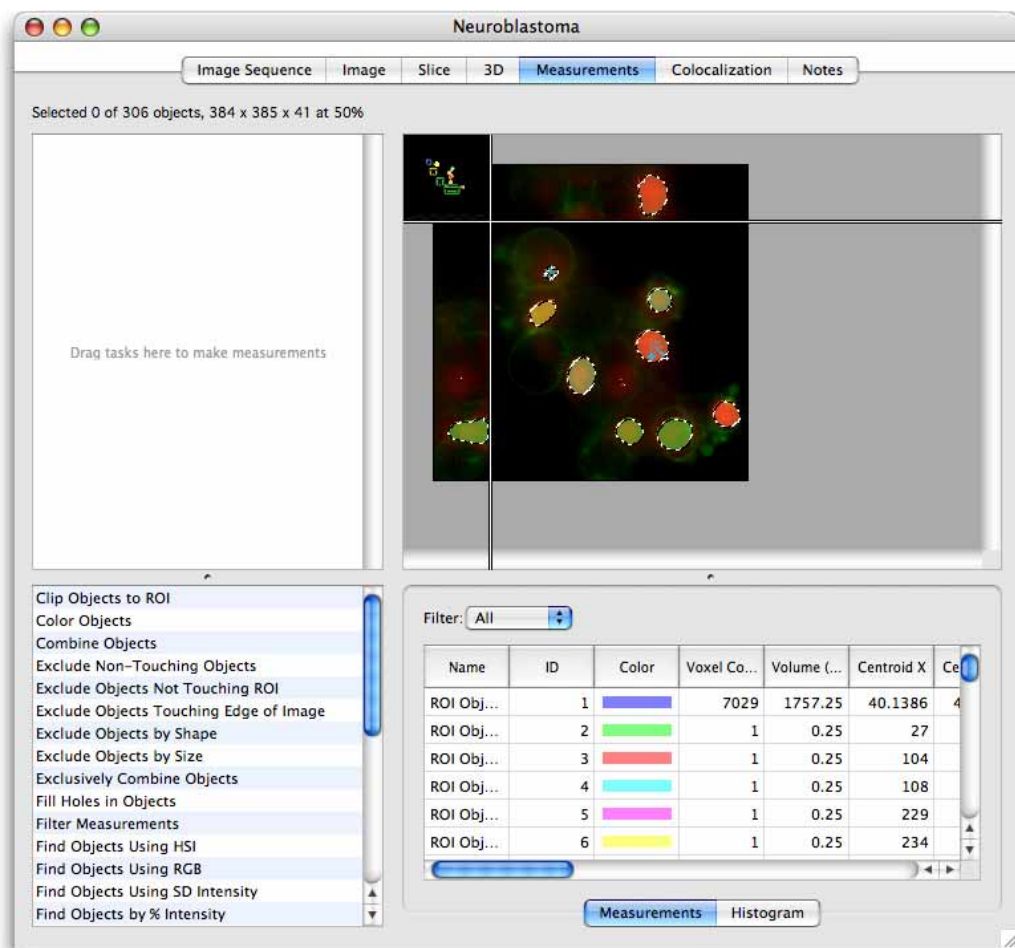 Neuroblastoma
Image Sequence Image Slice 3D Measurements Colocalization Notes
Selected 0 of 306 objects, 384 x 385 x 41 at 50%
Drag tasks here to make measurements
Clip Objects to ROI
Color Objects
Combine Objects
Exclude Non-Touching Objects
Exclude Objects Not Touching ROI
Exclude Objects Touching Edge of Image
Exclude Objects by Shape
Exclude Objects by Size
Exclusively Combine Objects
Fill Holes in Objects
Filter Measurements
Find Objects Using HSI
Find Objects Using RGB
Find Objects Using SD Intensity
Find Objects by % Intensity
Filter: All
Name ID Color Voxel Co... Volume (... Centroid X Ce
ROI Obj... 1 7029 1757.25 40.1386 4
ROI Obj... 2 1 0.25 27
ROI Obj... 3 1 0.25 104
ROI Obj... 4 1 0.25 108
ROI Obj... 5 1 0.25 229
ROI Obj... 6 1 0.25 234
Measurements Histogram